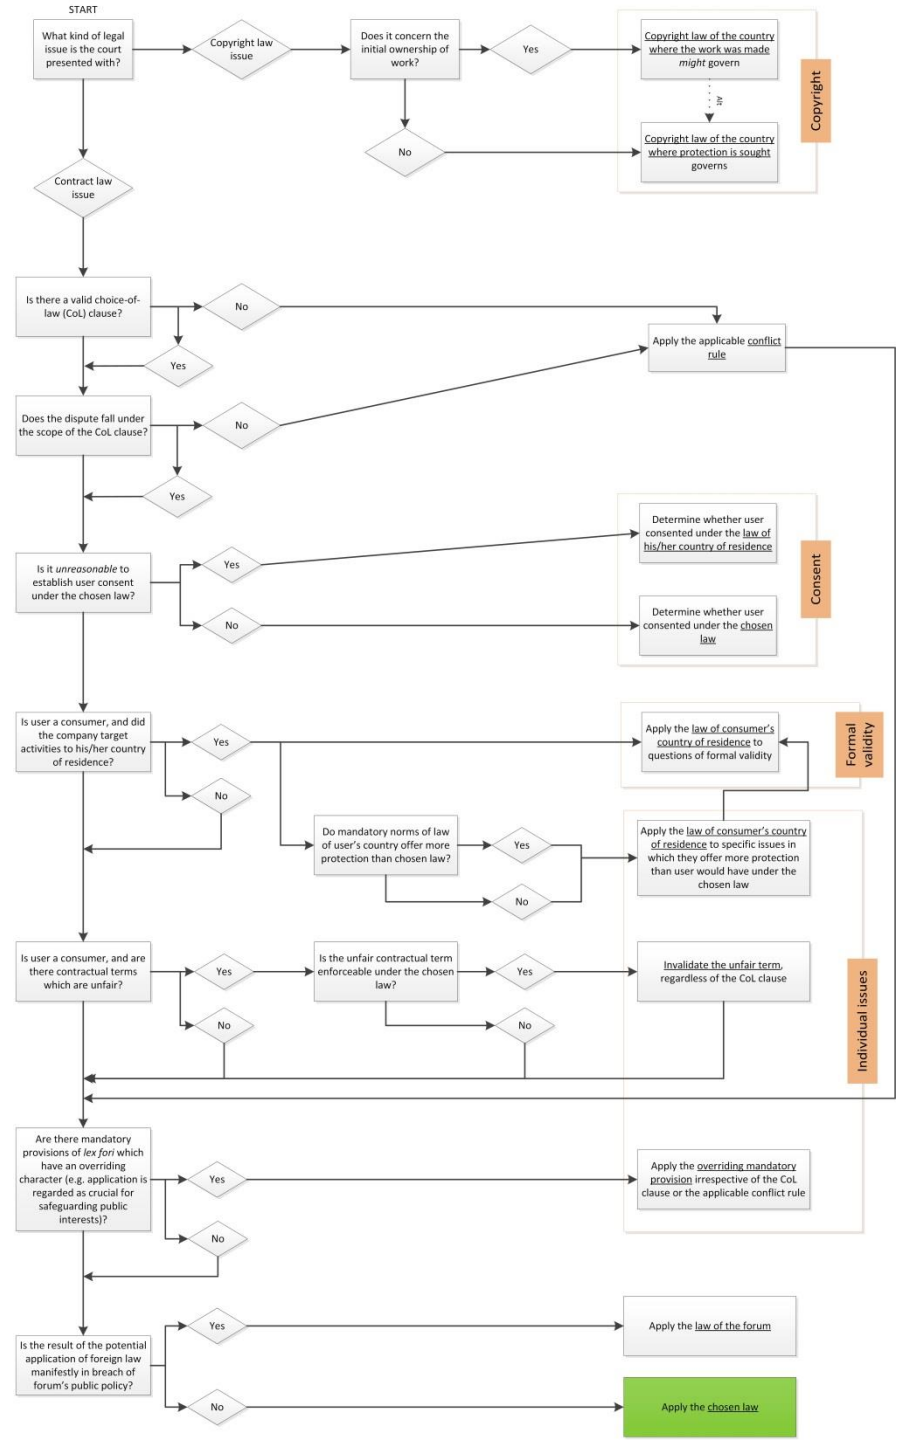 START
What kind of legal
issue is the court
presented with?
Copyright law
issue
Does it concern the
initial ownership of
work?
Yes
Copyright law of the country
where the work was made
might govern
Alt
Copyright
No
Copyright law of the country
where protection is sought
governs
Contract law
issue
Is there a valid choice-of-
law (CoL) clause?
No
Yes
Apply the applicable conflict
rule
Does the dispute fall under
the scope of the CoL clause?
No
Yes
Is it unreasonable to
establish user consent
under the chosen law?
Yes
No
Determine whether user
consented under the law of
his/her country of residence
Determine whether user
consented under the chosen
law
Consent
Is user a consumer, and did
the company target
activities to his/her country
of residence?
Yes
No
Apply the law of consumer's
country of residence to
questions of formal validity
Formal
validity
Do mandatory norms of law
of user's country offer more
protection than chosen law?
Yes
No
Apply the law of consumer's country
of residence to specific issues in
which they offer more protection
than user would have under the
chosen law
Is user a consumer, and are
there contractual terms
which are unfair?
Yes
No
Is the unfair contractual term
enforceable under the chosen
law?
Yes
No
Invalidate the unfair term,
regardless of the CoL clause
Individual issues
Are there mandatory
provisions of lex fori which
have an overriding
character (e.g. application is
regarded as crucial for
safeguarding public
interests)?
Yes
No
Apply the overriding mandatory
provision irrespective of the CoL
clause or the applicable conflict rule
Is the result of the potential
application of foreign law
manifestly in breach of
forum's public policy?
Yes
Apply the law of the forum
No
Apply the chosen law